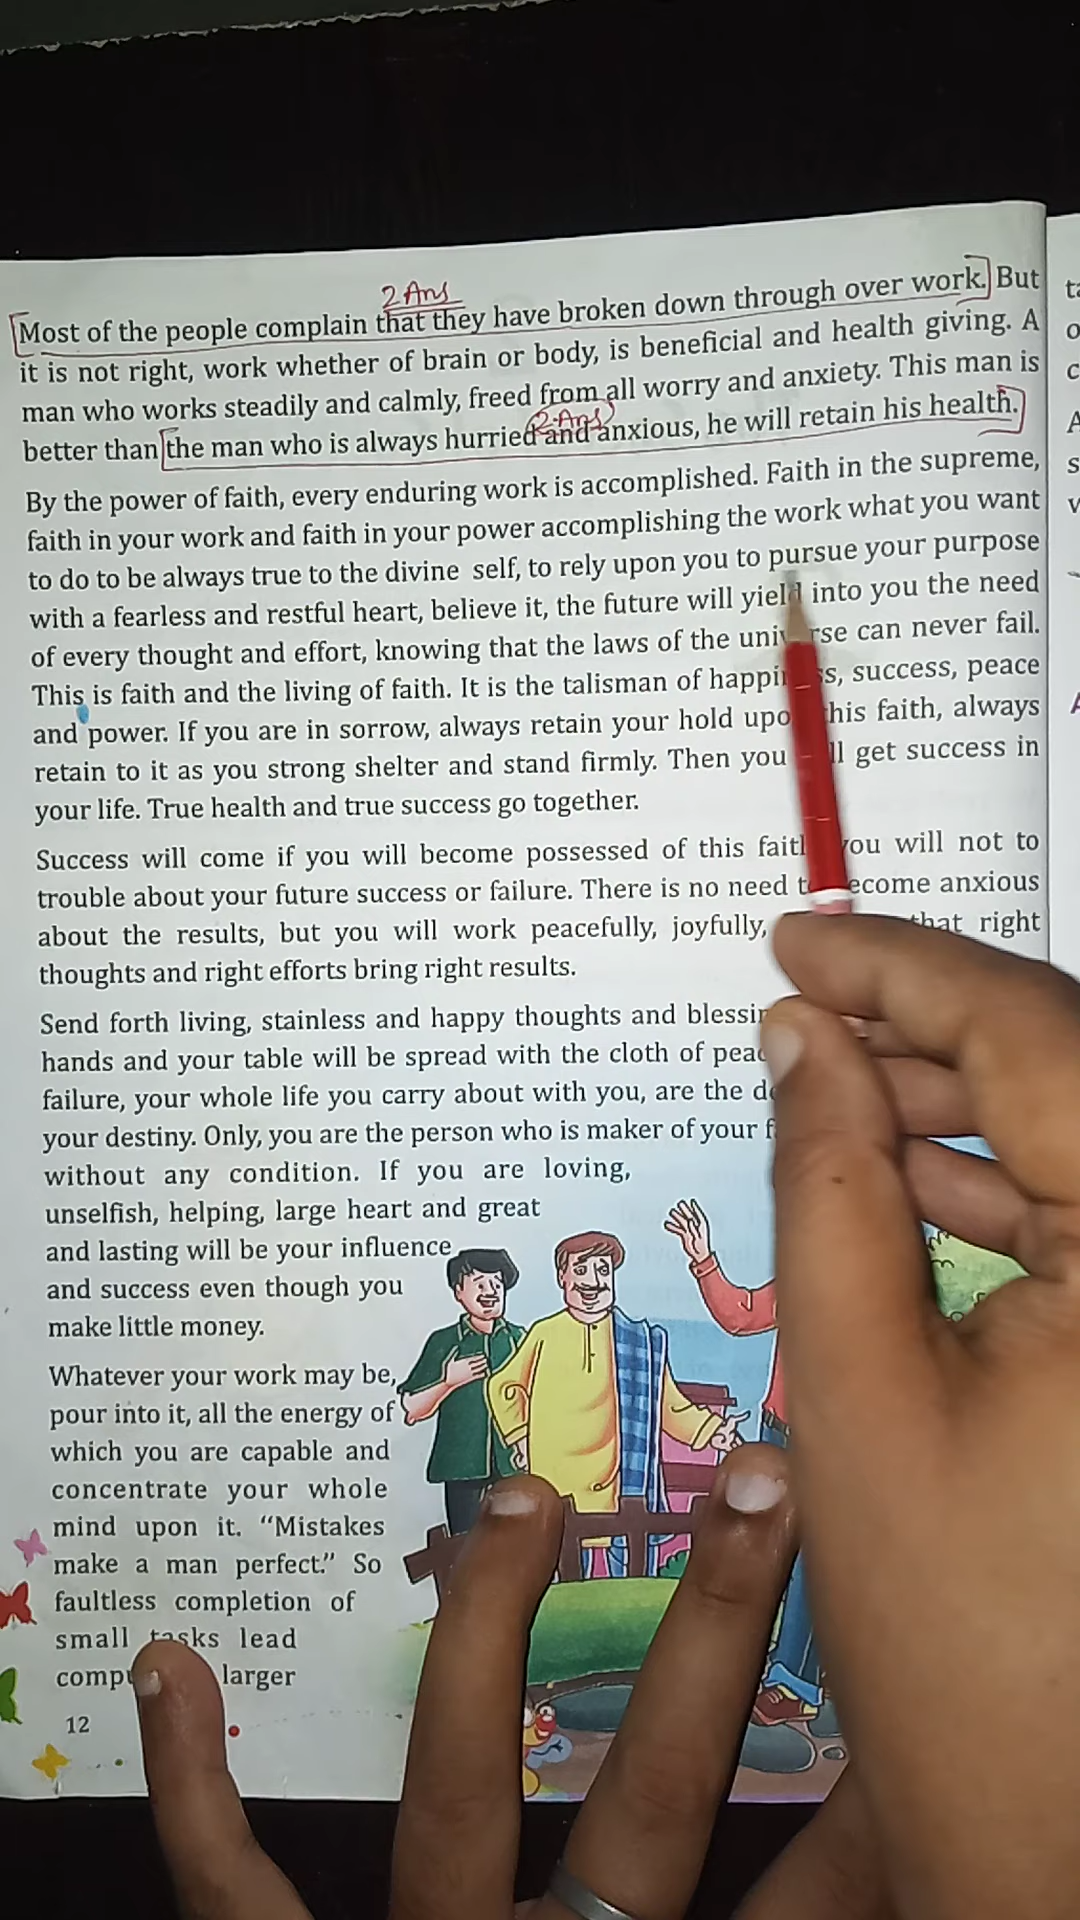 2 Ans
Most of the people complain that they have broken down through over work. But
it is not right, work whether of brain or body, is beneficial and health giving. A
man who works steadily and calmly, freed from all worry and anxiety. This man is
2 Ans
better than the man who is always hurried and anxious, he will retain his health.
By the power of faith, every enduring work is accomplished. Faith in the supreme,
faith in your work and faith in your power accomplishing the work what you want
to do to be always true to the divine self, to rely upon you to pursue your purpose
with a fearless and restful heart, believe it, the future will yield into you the need
of every thought and effort, knowing that the laws of the universe can never fail.
This is faith and the living of faith. It is the talisman of happiness, success, peace
and power. If you are in sorrow, always retain your hold upon this faith, always
retain to it as you strong shelter and stand firmly. Then you will get success in
your life. True health and true success go together.
Success will come if you will become possessed of this faith you will not to
trouble about your future success or failure. There is no need to become anxious
about the results, but you will work peacefully, joyfully, that right
thoughts and right efforts bring right results.
Send forth living, stainless and happy thoughts and
hands and your table will be spread with the cloth of
failure, your whole life you carry about with you, are the
your destiny. Only, you are the person who is maker of your
without any condition. If you are loving,
unselfish, helping, large heart and great
and lasting will be your influence
and success even though you
make little money.
Whatever your work may be,
pour into it, all the energy of
which you are capable and
concentrate your whole
mind upon it. "Mistakes
make a man perfect." So
faultless completion of
small tasks lead
larger
12